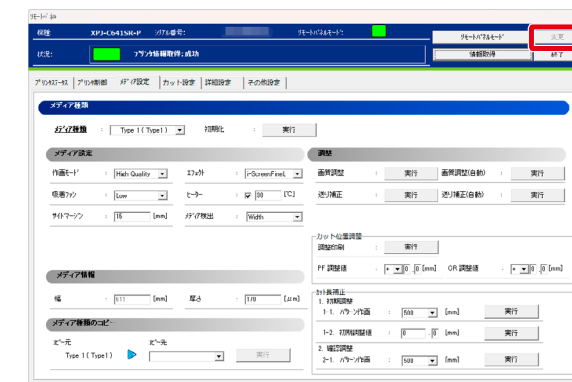 ﾘﾓｰﾄﾊﾟﾈﾙ
機種 XPJ-C641SR-P ｼﾘｱﾙ番号: ﾘﾓｰﾄﾊﾟﾈﾙﾓｰﾄﾞ: ﾘﾓｰﾄﾊﾟﾈﾙﾓｰﾄﾞ 変更
状況: ﾌﾟﾘﾝﾀ情報取得:成功 情報取得 終了
ﾌﾟﾘﾝﾀｽﾃｰﾀｽ ﾌﾟﾘﾝﾀ制御 ﾒﾃﾞｨｱ設定 カット設定 詳細設定 その他設定
メディア種類
ﾒﾃﾞｨｱ種類 : Type 1 ( Type1 ) 初期化 : 実行
メディア設定
作画ﾓｰﾄﾞ : High Quality ｴﾌｪｸﾄ : i-ScreenFineL
吸着ﾌｧﾝ : Low ヒーター : 30 [℃]
ｻｲﾄﾞﾏｰｼﾞﾝ : 15 [mm] ﾒﾃﾞｨｱ検出 : Width
メディア情報
幅 : 611 [mm] 厚さ : 170 [μm]
メディア種類のコピー
ｺﾋﾟｰ元 ｺﾋﾟｰ先
Type 1 ( Type1 ) 実行
調整
画質調整 : 実行 画質調整(自動) : 実行
送り補正 : 実行 送り補正(自動) : 実行
カット位置調整
調整印刷 : 実行
PF 調整値 : + 0 . 0 [mm] CR 調整値 : + 0 . 0 [mm]
ｶｯﾄ長補正
1. 初期調整
1-1. ﾊﾟﾀｰﾝ作画 : 500 [mm] 実行
1-2. 初期調整値 : 0 . 0 [mm] 実行
2. 確認調整
2-1. ﾊﾟﾀｰﾝ作画 : 500 [mm] 実行